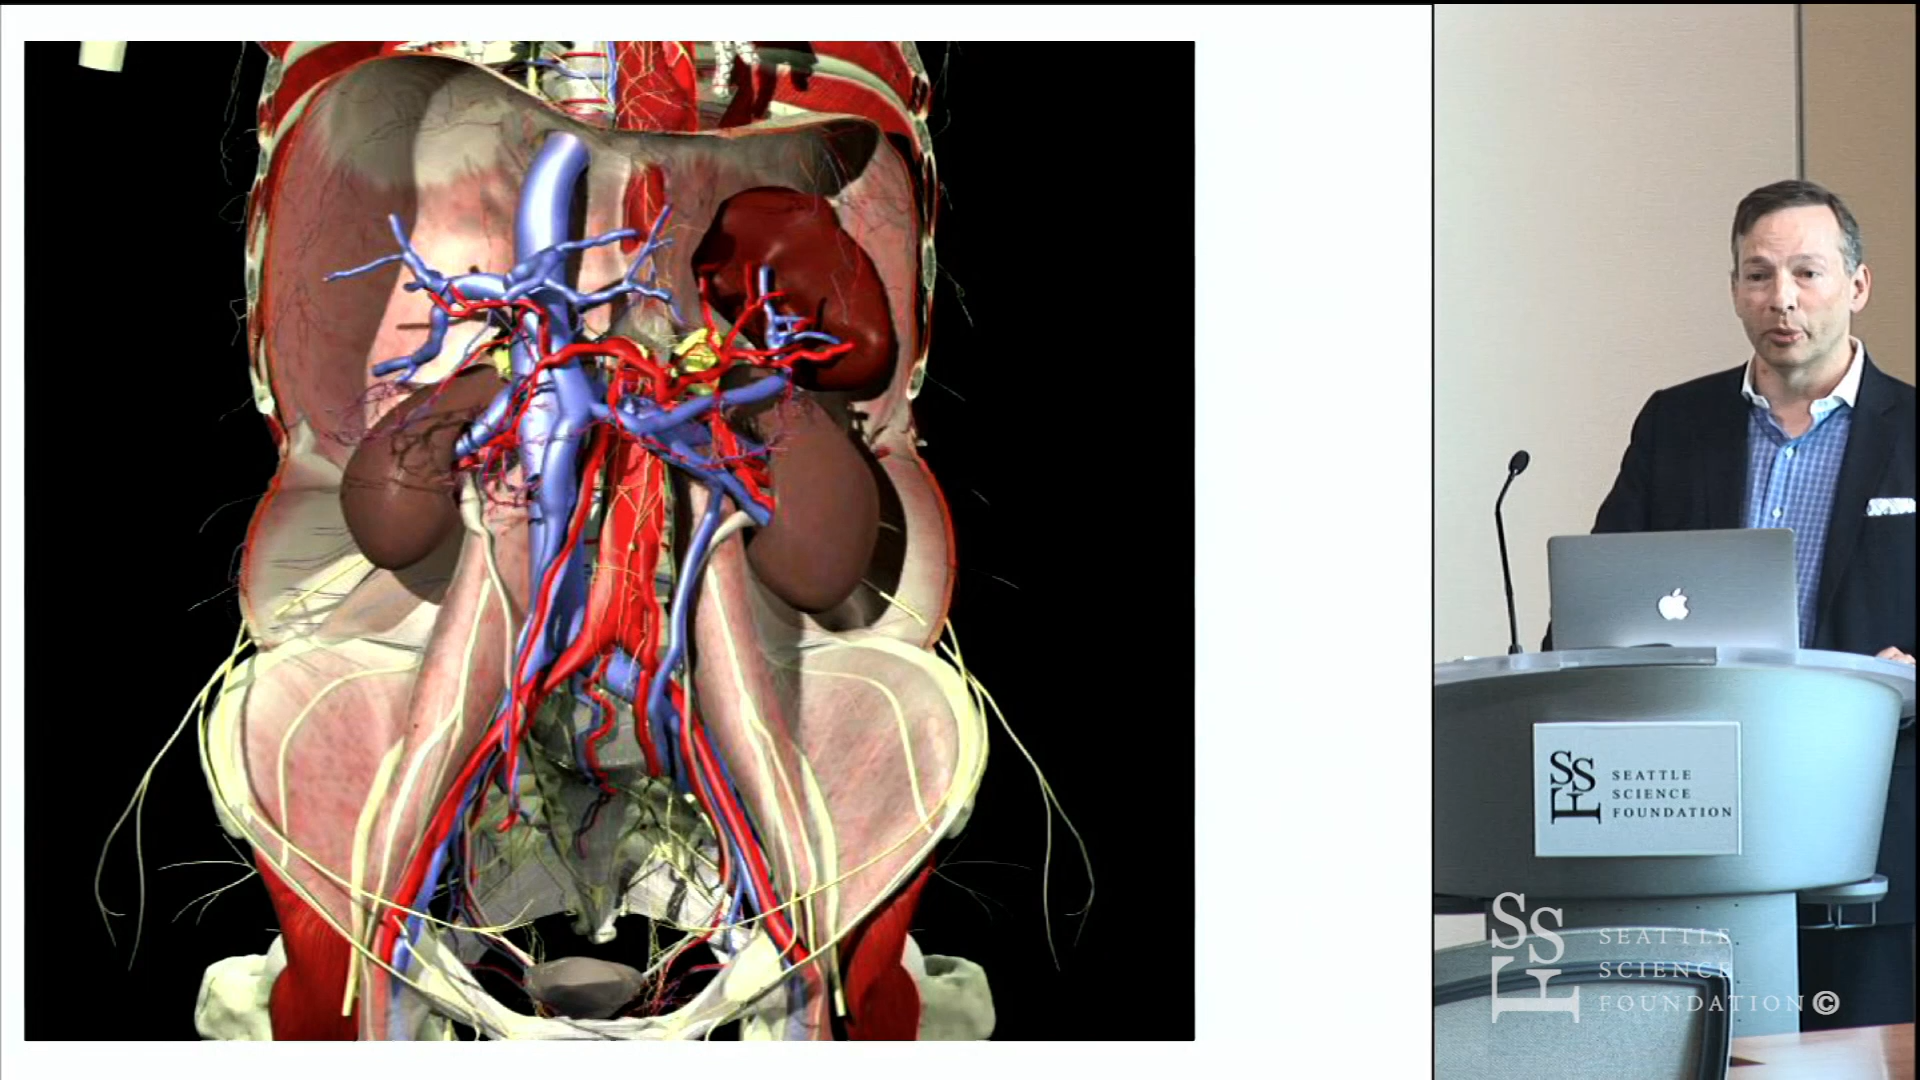 SSF
SEATTLE
SCIENCE
FOUNDATION
SSF
SEATTLE
SCIENCE
FOUNDATION©